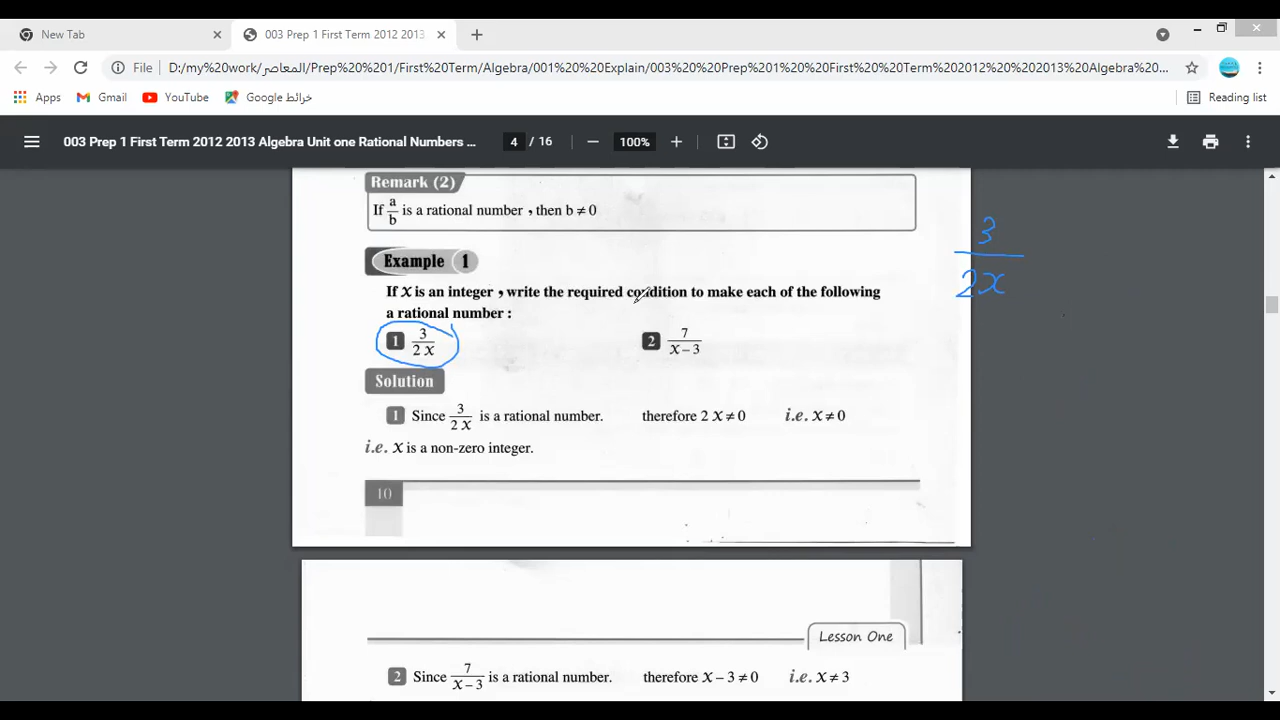 New Tab
003 Prep 1 First Term 2012 2013
File D:/my%20work/المعاصر/Prep%20%201/First%20Term/Algebra/001%20%20Explain/003%20%20Prep%201%20%20First%20Term%202012%20%202013%20Algebra%...
Apps Gmail YouTube خرائط Google Reading list
003 Prep 1 First Term 2012 2013 Algebra Unit one Rational Numbers ... 4 / 16 100%
Remark (2)
If a/b is a rational number , then b ≠ 0
3
2x
Example 1
If x is an integer , write the required condition to make each of the following
a rational number :
1 3/2x 2 7/x−3
Solution
1 Since 3/2x is a rational number. therefore 2x ≠ 0 i.e. x ≠ 0
i.e. x is a non-zero integer.
10
Lesson One
2 Since 7/x−3 is a rational number. therefore x − 3 ≠ 0 i.e. x ≠ 3